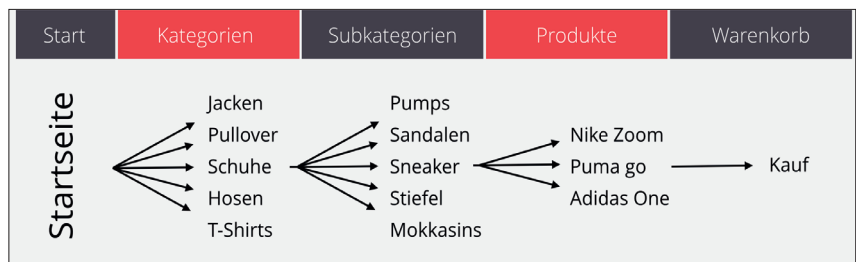 Start
Kategorien
Subkategorien
Produkte
Warenkorb
Startseite
Jacken
Pullover
Schuhe
Hosen
T-Shirts
Pumps
Sandalen
Sneaker
Stiefel
Mokkasins
Nike Zoom
Puma go
Adidas One
Kauf